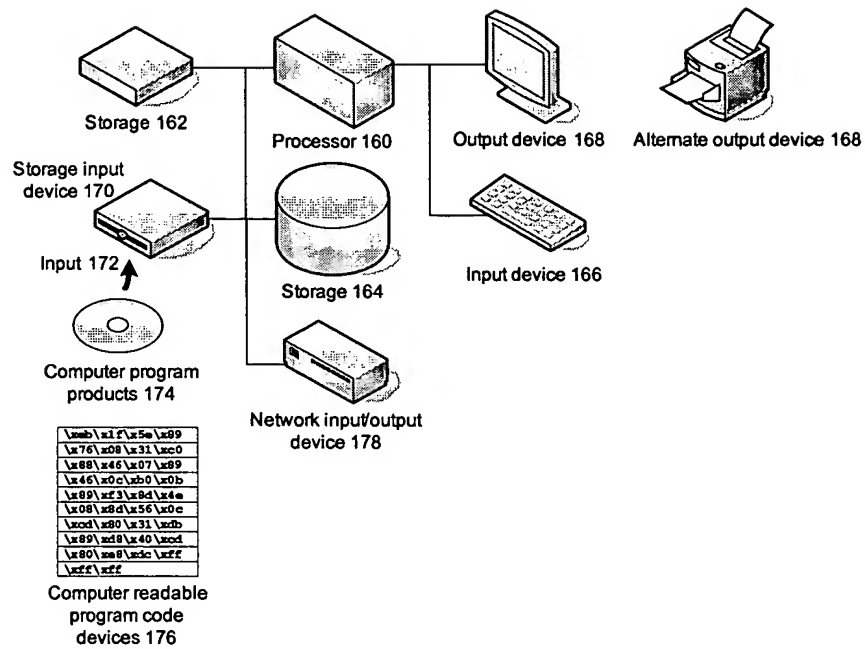 Storage 162
Processor 160
Output device 168
Alternate output device 168
Storage input
device 170
Input 172
Storage 164
Input device 166
Computer program
products 174
Network input/output
device 178
\xeb\x1f\x5e\x89
\x76\x08\x31\xc0
\x88\x46\x07\x89
\x46\x0c\xb0\x0b
\x89\xf3\x8d\x4e
\x08\x8d\x56\x0c
\xcd\x80\x31\xdb
\x89\xd8\x40\xcd
\x80\xe8\xdc\xff
\xff\xff
Computer readable
program code
devices 176